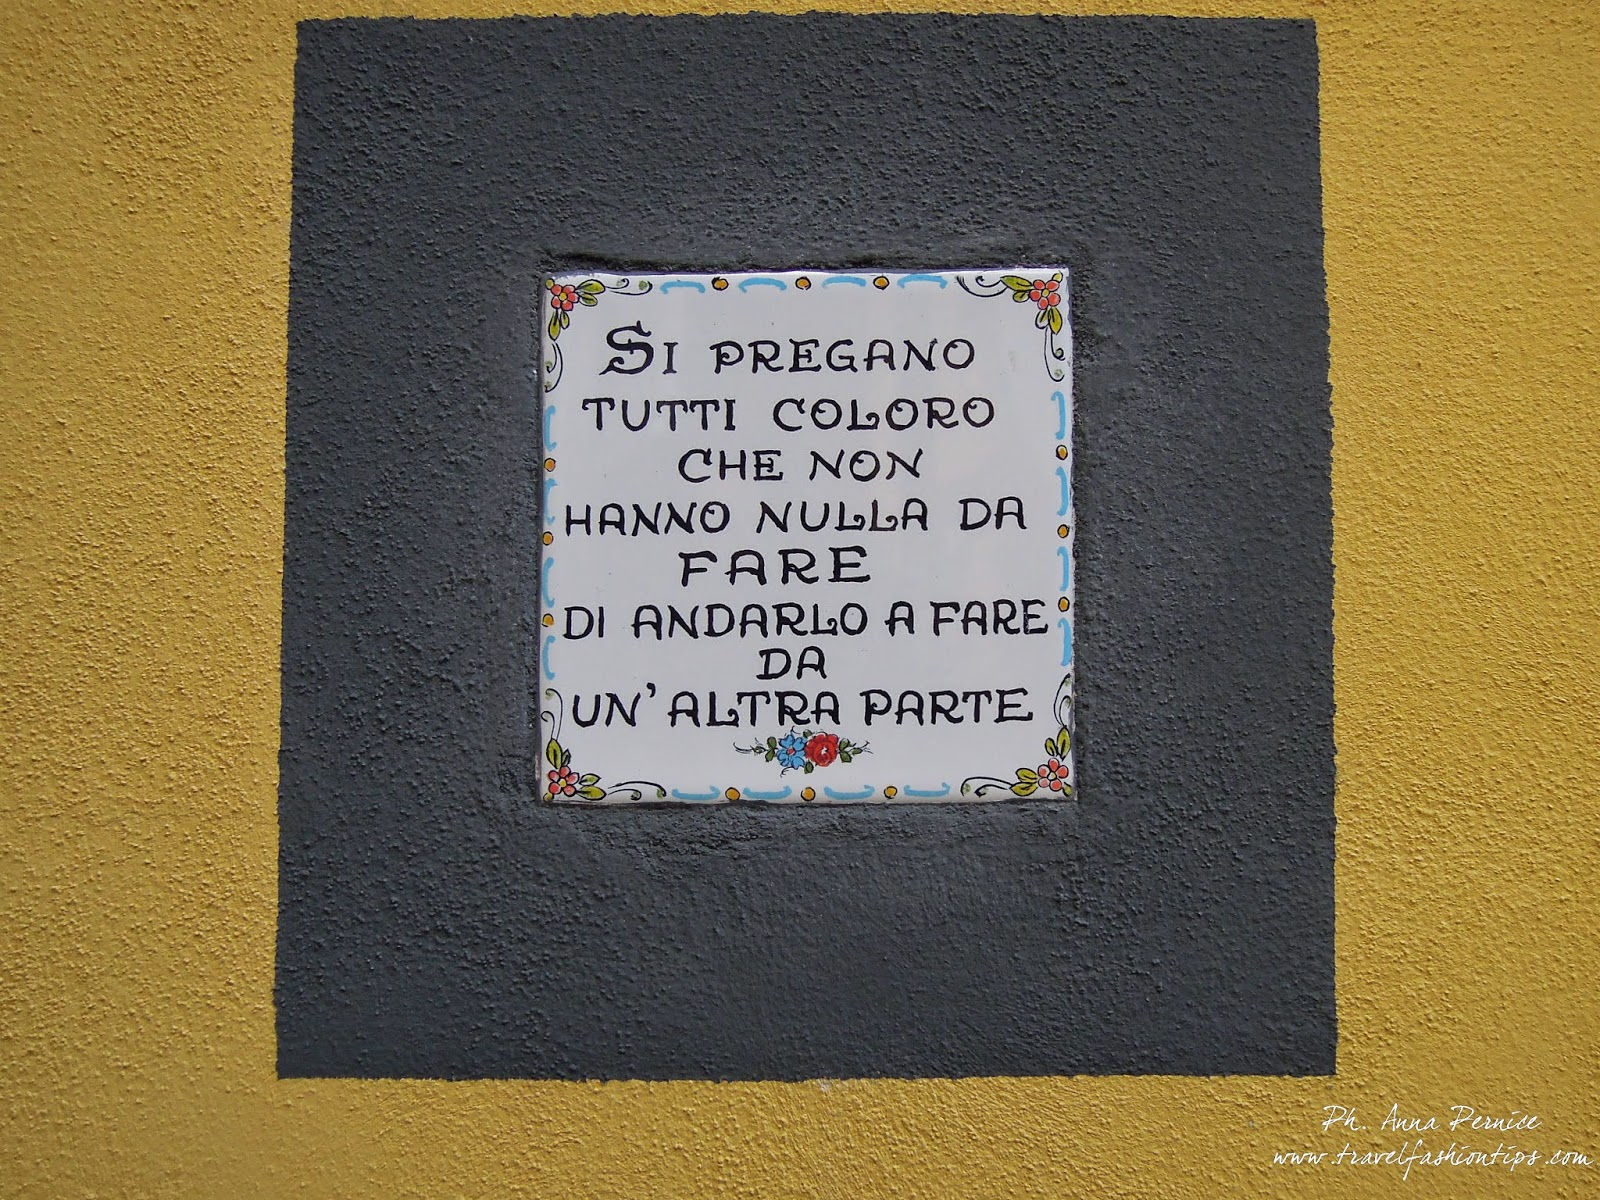 SI PREGANO
TUTTI COLORO
CHE NON
HANNO NULLA DA
FARE
DI ANDARLO A FARE
DA
UN'ALTRA PARTE
Ph. Anna Pernice
www.travelfashiontips.com